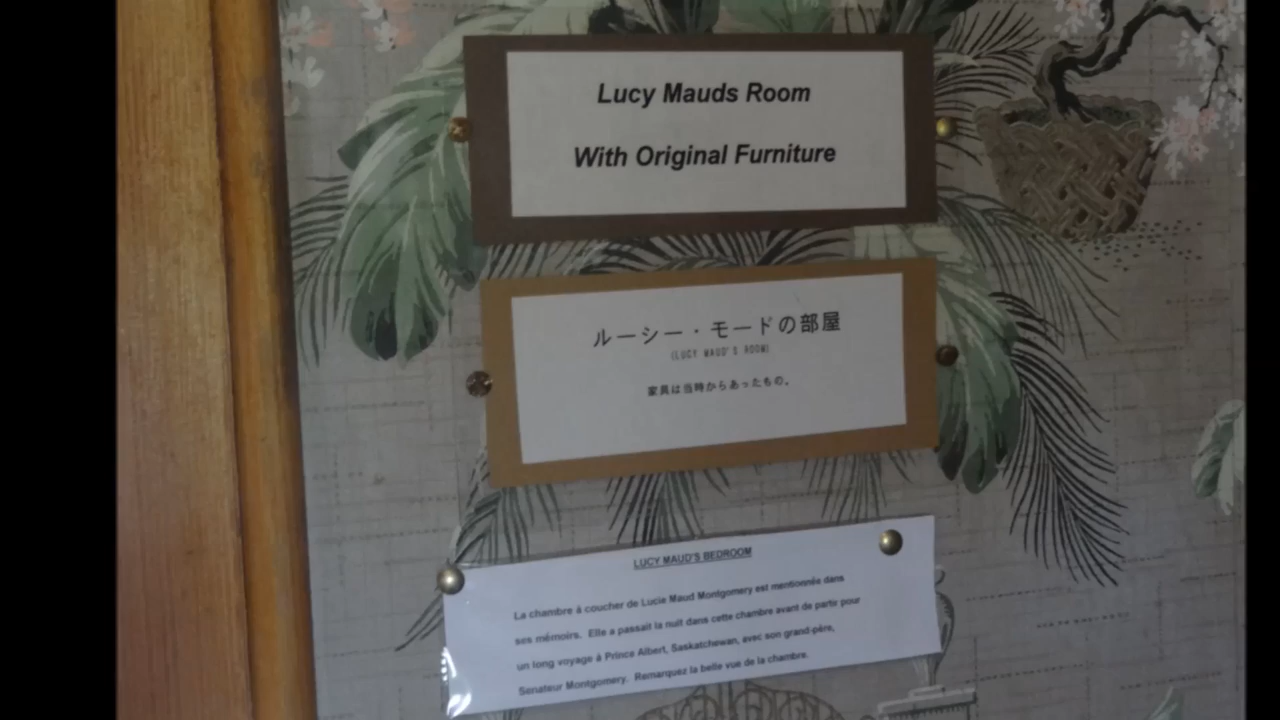 Lucy Mauds Room
With Original Furniture
ルーシー・モードの部屋
(LUCY MAUD'S ROOM)
家具は当時からあったもの。
LUCY MAUD'S BEDROOM
La chambre á coucher de Lucie Maud Montgomery est mentionnée dans
ses mémoirs. Elle a passait la nuit dans cette chambre avant de partir pour
un long voyage à Prince Albert, Saskatchewan, avec son grand-père,
Senateur Montgomery. Remarquez la belle vue de la chambre.